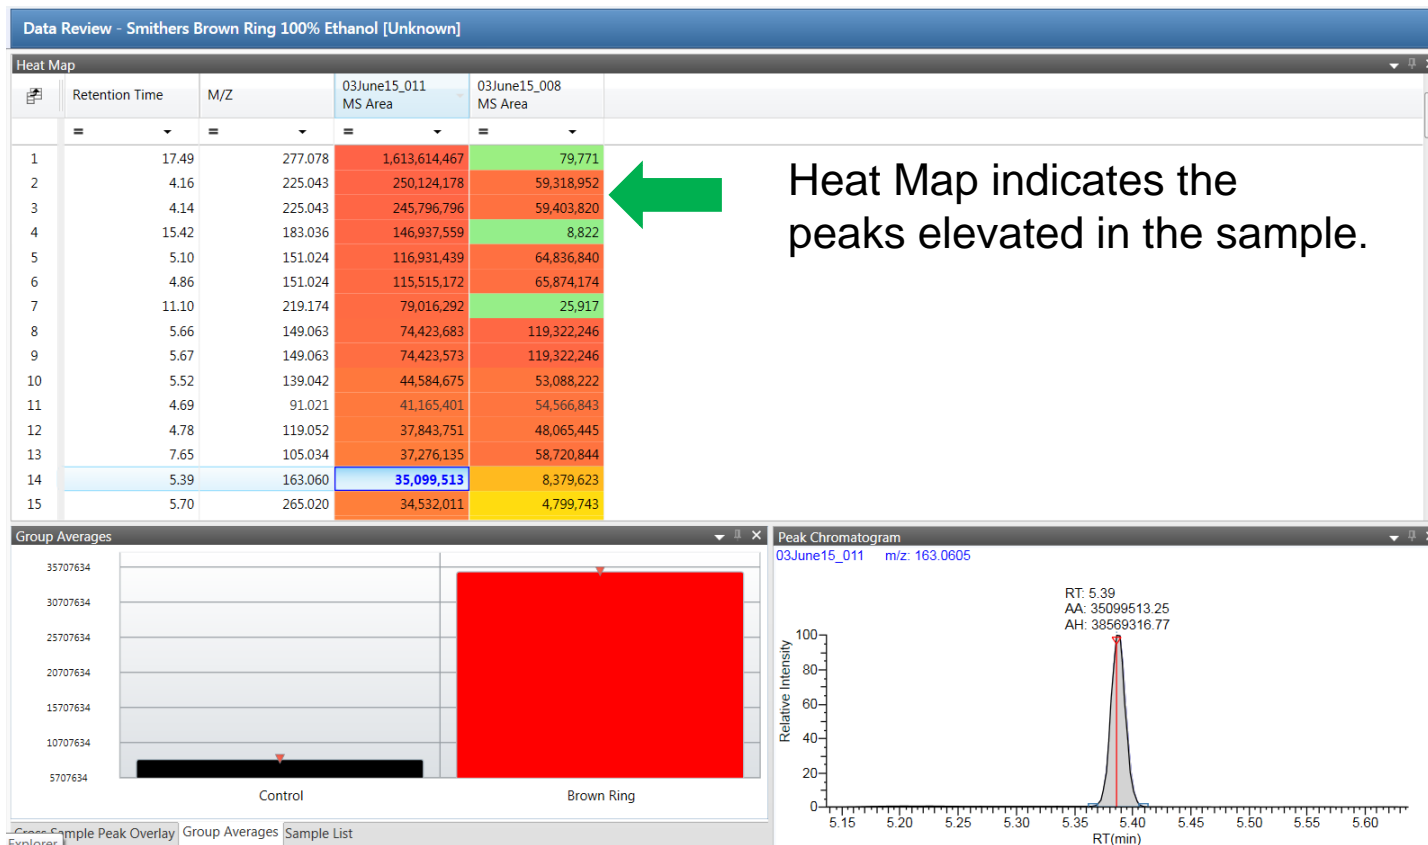 Data Review - Smithers Brown Ring 100% Ethanol [Unknown]
Heat Map
Retention Time M/Z 03June15_011 MS Area 03June15_008 MS Area
= = = =
1 17.49 277.078 1,613,614,467 79,771
2 4.16 225.043 250,124,178 59,318,952
3 4.14 225.043 245,796,796 59,403,820
4 15.42 183.036 146,937,559 8,822
5 5.10 151.024 116,931,439 64,836,840
6 4.86 151.024 115,515,172 65,874,174
7 11.10 219.174 79,016,292 25,917
8 5.66 149.063 74,423,683 119,322,246
9 5.67 149.063 74,423,573 119,322,246
10 5.52 139.042 44,584,675 53,088,222
11 4.69 91.021 41,165,401 54,566,843
12 4.78 119.052 37,843,751 48,065,445
13 7.65 105.034 37,276,135 58,720,844
14 5.39 163.060 35,099,513 8,379,623
15 5.70 265.020 34,532,011 4,799,743
Heat Map indicates the
peaks elevated in the sample.
Group Averages
35707634
30707634
25707634
20707634
15707634
10707634
5707634
Control Brown Ring
Cross Sample Peak Overlay Group Averages Sample List
Explorer
Peak Chromatogram
03June15_011 m/z: 163.0605
RT: 5.39
AA: 35099513.25
AH: 38569316.77
Relative Intensity
100
80
60
40
20
0
5.15 5.20 5.25 5.30 5.35 5.40 5.45 5.50 5.55 5.60
RT(min)